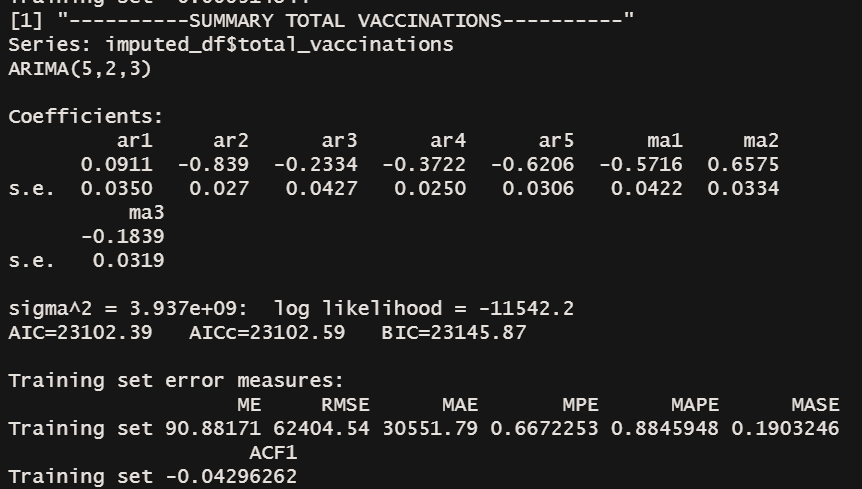 [1] "----------SUMMARY TOTAL VACCINATIONS----------"
Series: imputed_df$total_vaccinations
ARIMA(5,2,3)
Coefficients:
ar1 ar2 ar3 ar4 ar5 ma1 ma2
0.0911 -0.839 -0.2334 -0.3722 -0.6206 -0.5716 0.6575
s.e. 0.0350 0.027 0.0427 0.0250 0.0306 0.0422 0.0334
ma3
-0.1839
s.e. 0.0319
sigma^2 = 3.937e+09: log likelihood = -11542.2
AIC=23102.39 AICc=23102.59 BIC=23145.87
Training set error measures:
ME RMSE MAE MPE MAPE MASE
Training set 90.88171 62404.54 30551.79 0.6672253 0.8845948 0.1903246
ACF1
Training set -0.04296262